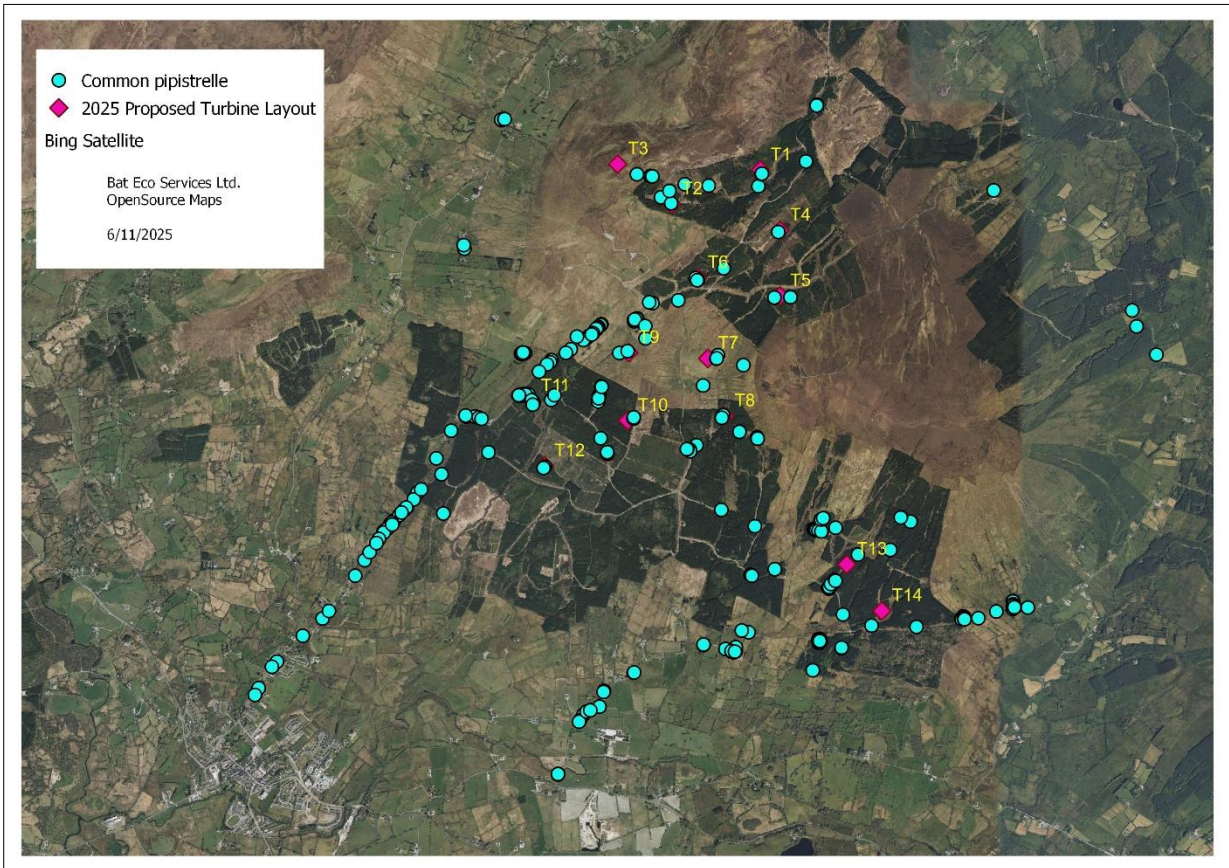 Common pipistrelle
2025 Proposed Turbine Layout
Bing Satellite
Bat Eco Services Ltd.
OpenSource Maps
6/11/2025
T3
T1
T2
T4
T6
T5
T9
T7
T11
T10
T8
T12
T13
T14